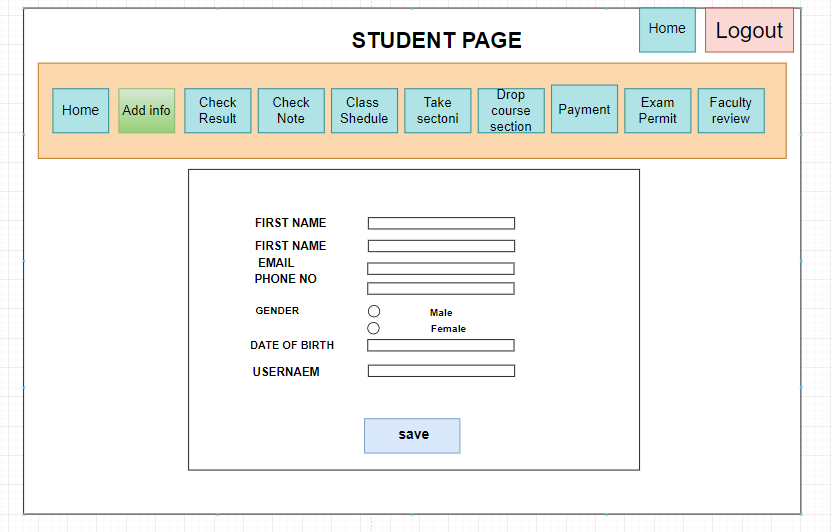 Home
Logout
STUDENT PAGE
Home
Add info
Check
Result
Check
Note
Class
Shedule
Take
sectoni
Drop
course
section
Payment
Exam
Permit
Faculty
review
FIRST NAME
FIRST NAME
EMAIL
PHONE NO
GENDER
Male
Female
DATE OF BIRTH
USERNAEM
save